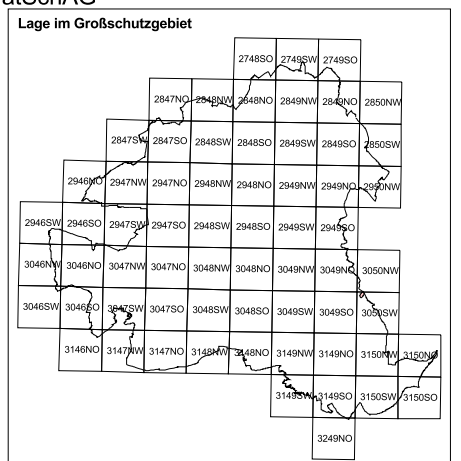 atSchAG
Lage im Großschutzgebiet
2748SO 2749SW 2749SO
2847NO 2848NW 2848NO 2849NW 2849NO 2850NW
2847SW 2847SO 2848SW 2848SO 2849SW 2849SO 2850SW
2946NO 2947NW 2947NO 2948NW 2948NO 2949NW 2949NO 2950NW
2946SW 2946SO 2947SW 2947SO 2948SW 2948SO 2949SW 2949SO
3046NW 3046NO 3047NW 3047NO 3048NW 3048NO 3049NW 3049NO 3050NW
3046SW 3046SO 3047SW 3047SO 3048SW 3048SO 3049SW 3049SO 3050SW
3146NO 3147NW 3147NO 3148NW 3148NO 3149NW 3149NO 3150NW 3150NO
3149SW 3149SO 3150SW 3150SO
3249NO